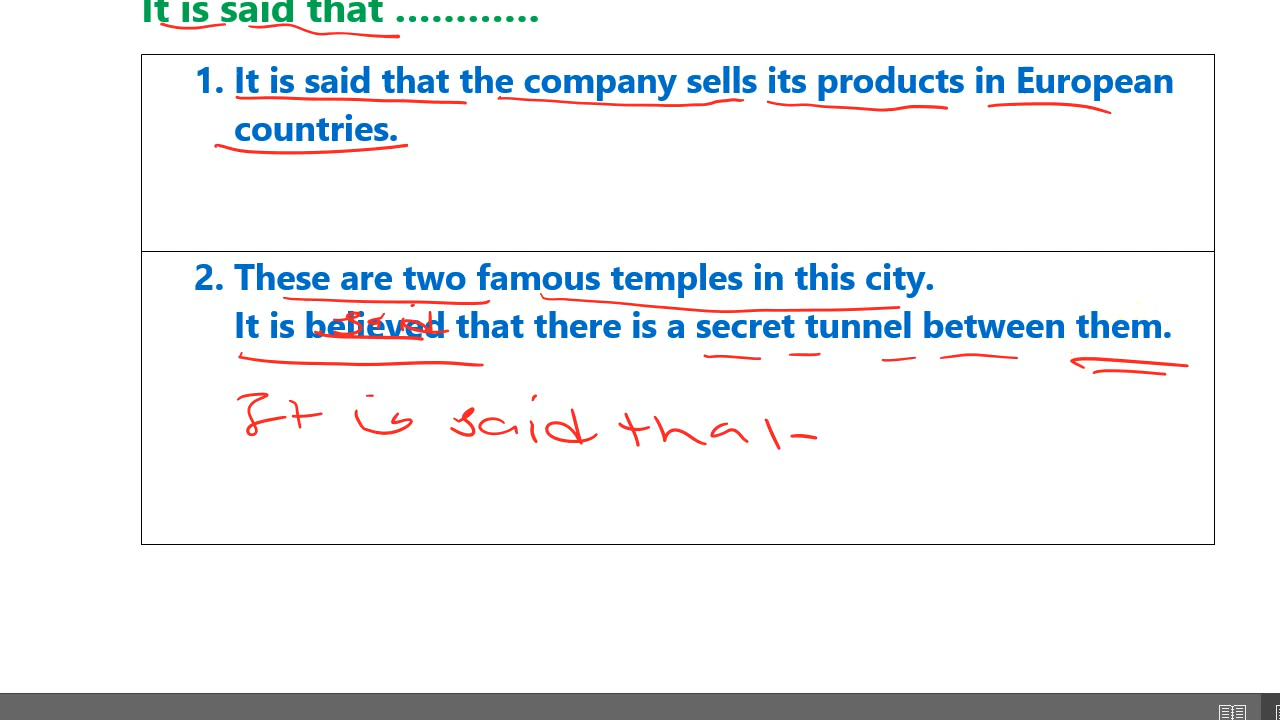 It is said that ............
1. It is said that the company sells its products in European
countries.
2. These are two famous temples in this city.
said
It is believed that there is a secret tunnel between them.
It is said that